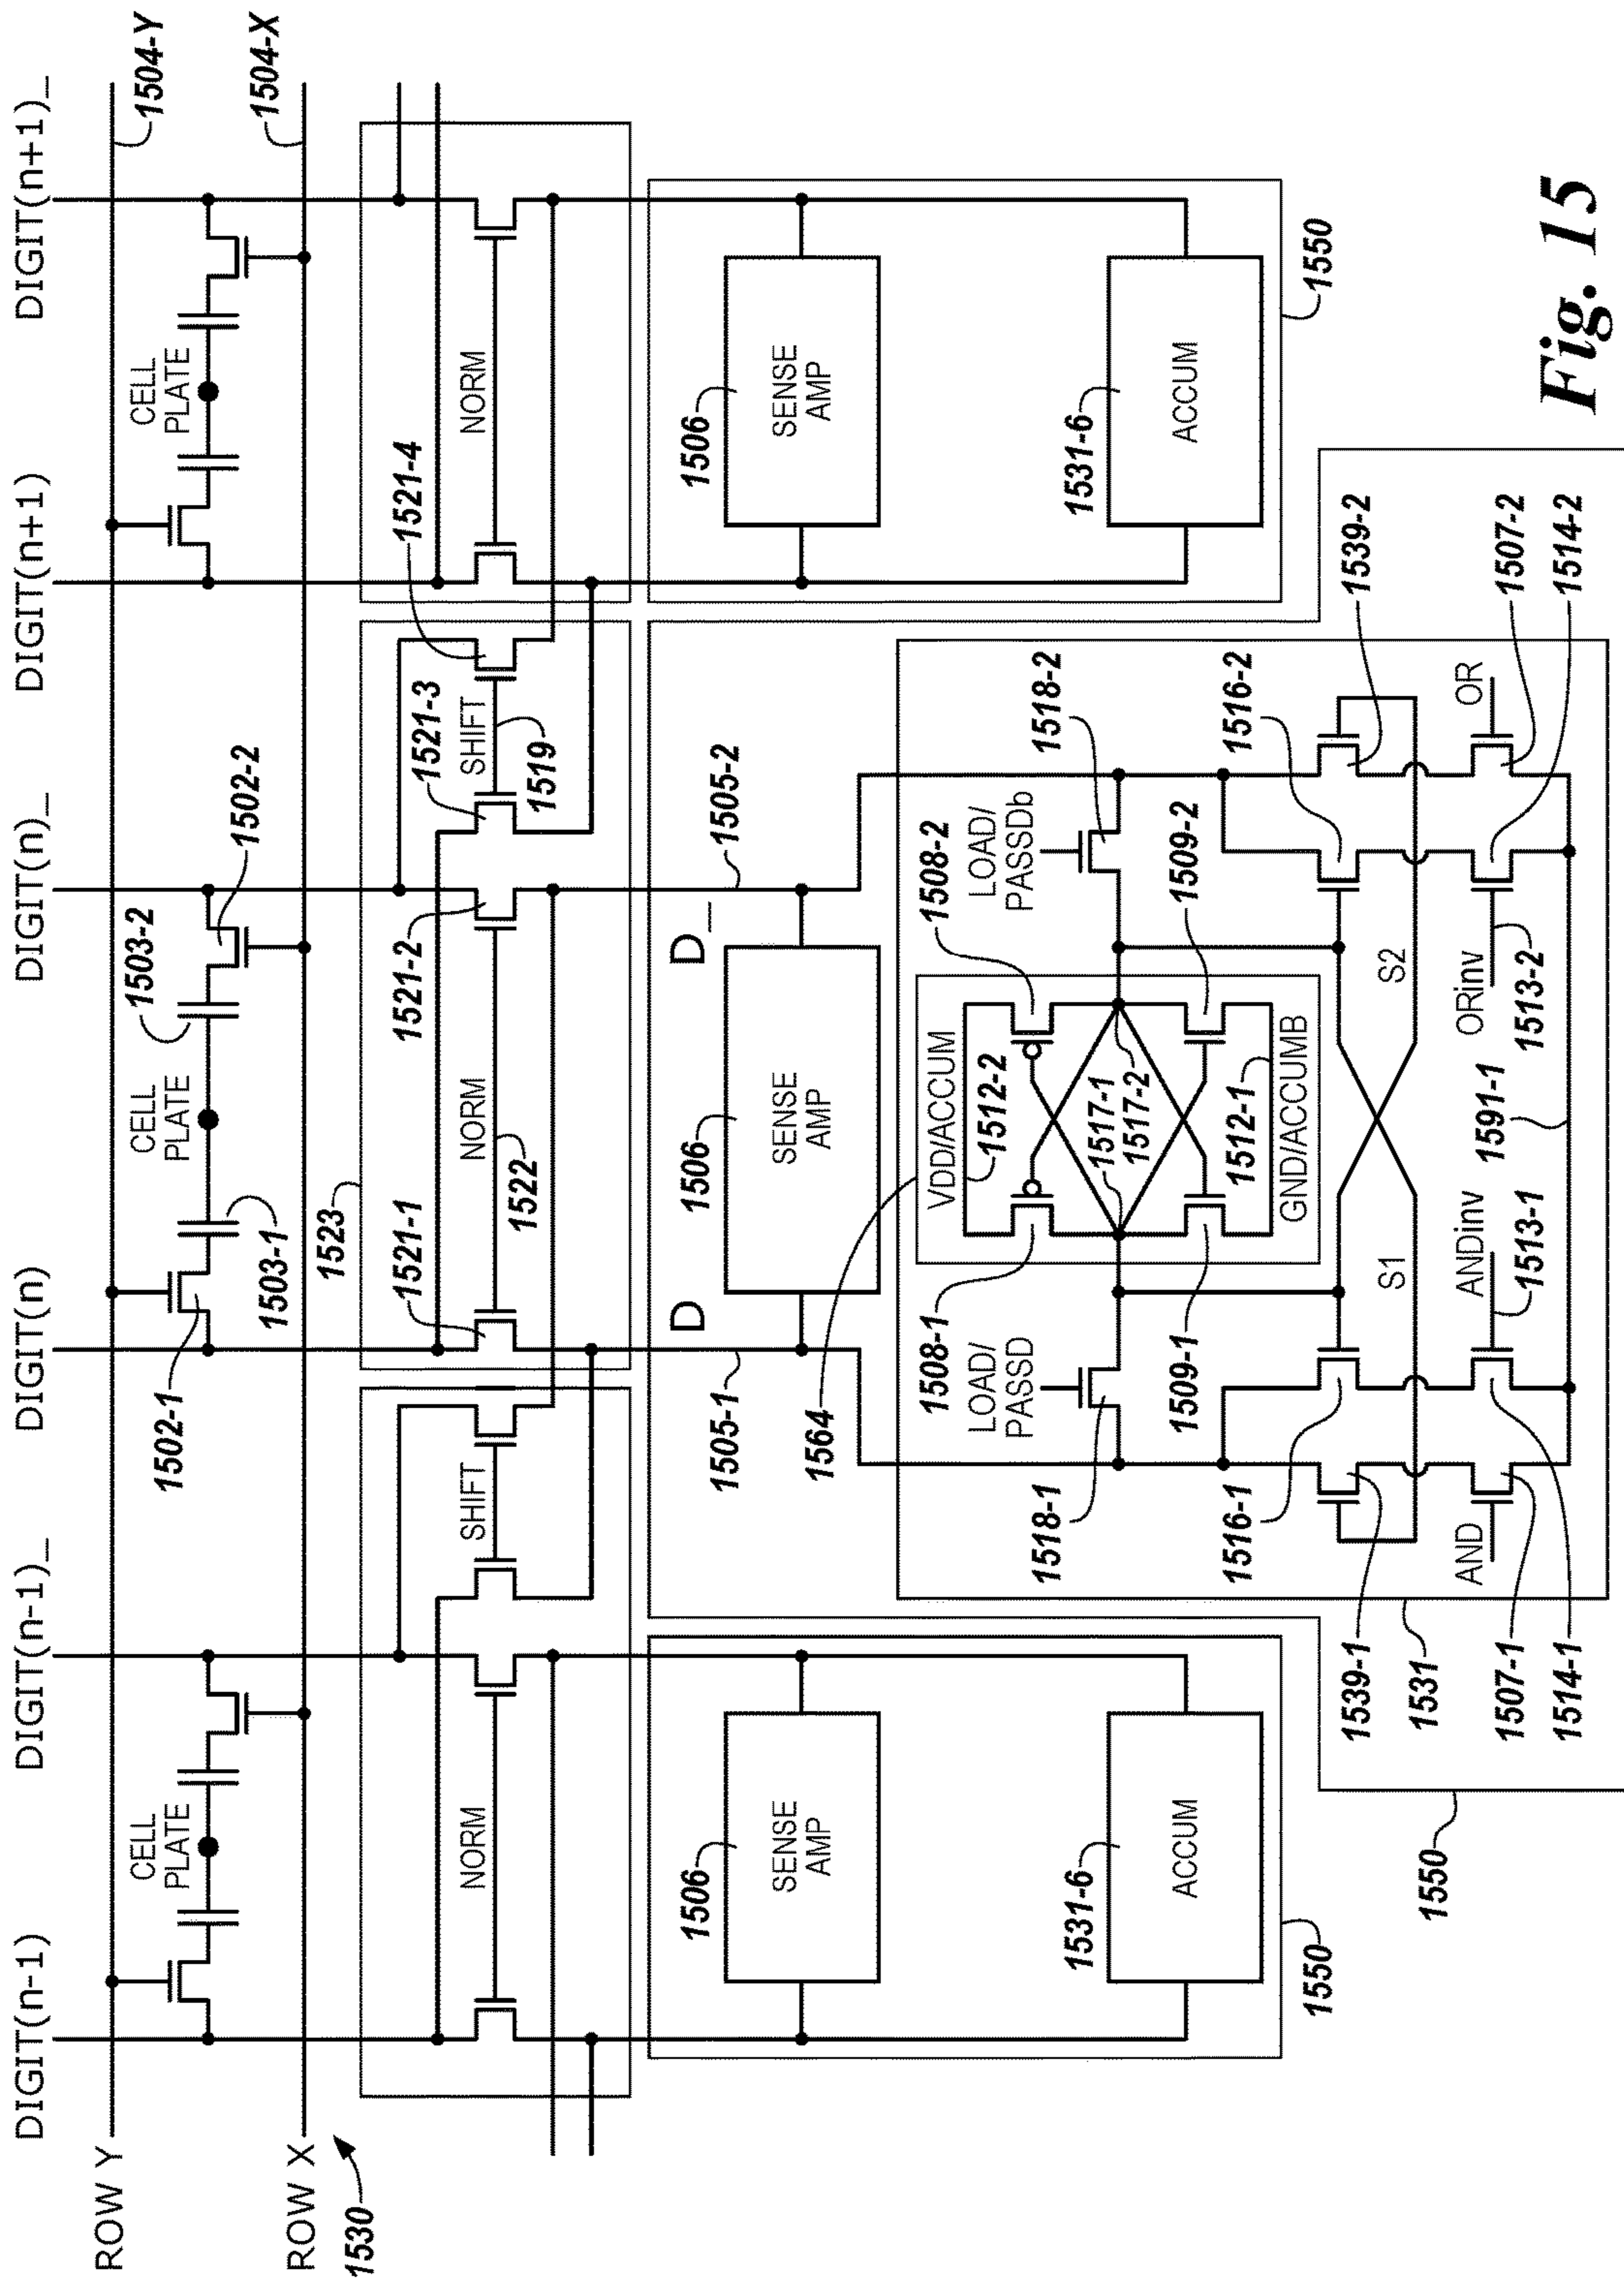 DIGIT(n-1)
DIGIT(n-1)_
DIGIT(n)
DIGIT(n)_
DIGIT(n+1)
DIGIT(n+1)_
ROW Y
1504-Y
CELL
PLATE
1502-1
1503-1
CELL
PLATE
1503-2
1502-2
CELL
PLATE
ROW X
1504-X
1530
1523
NORM
SHIFT
1521-1
NORM
1522
1521-2
1521-3
SHIFT
1519
1521-4
NORM
1505-1
D
D_
1505-2
1506
SENSE
AMP
1506
SENSE
AMP
1506
SENSE
AMP
1564
VDD/ACCUM
1512-2
1508-1
1508-2
LOAD/
PASSD
LOAD/
PASSDb
1518-1
1518-2
1517-1
1517-2
1509-1
1509-2
1512-1
GND/ACCUMB
1531-6
ACCUM
1531-6
ACCUM
1550
1550
1516-1
1516-2
1539-1
1539-2
S1
S2
1531
AND
ANDinv
ORinv
OR
1513-1
1513-2
1507-1
1591-1
1507-2
1514-1
1514-2
1550
Fig. 15